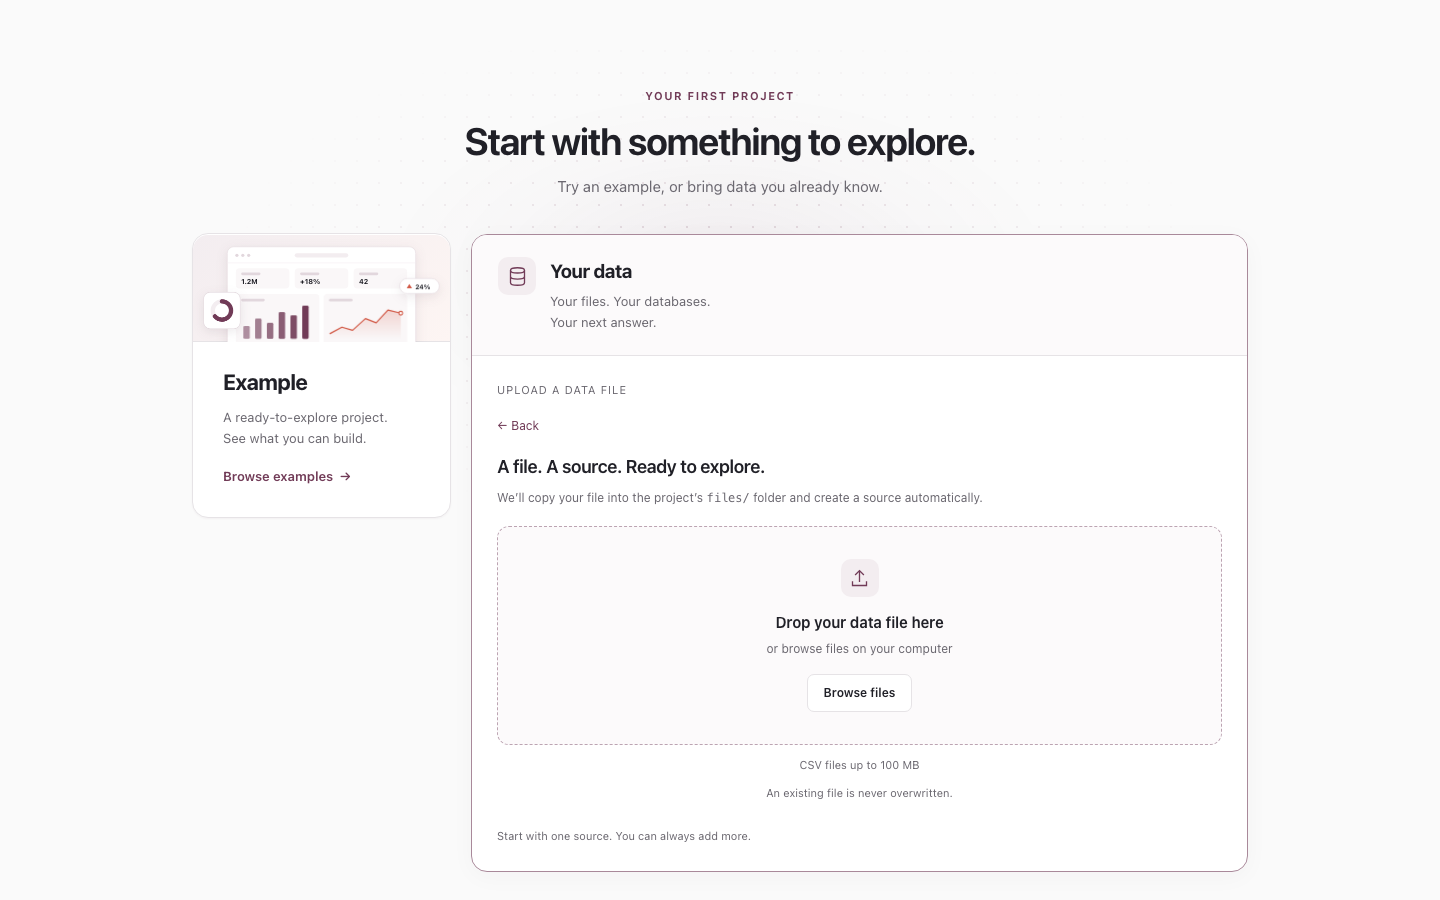 YOUR FIRST PROJECT
Start with something to explore.
Try an example, or bring data you already know.
1.2M
+18%
42
24%
Example
A ready-to-explore project.
See what you can build.
Browse examples →
Your data
Your files. Your databases.
Your next answer.
UPLOAD A DATA FILE
← Back
A file. A source. Ready to explore.
We’ll copy your file into the project’s files/ folder and create a source automatically.
Drop your data file here
or browse files on your computer
Browse files
CSV files up to 100 MB
An existing file is never overwritten.
Start with one source. You can always add more.